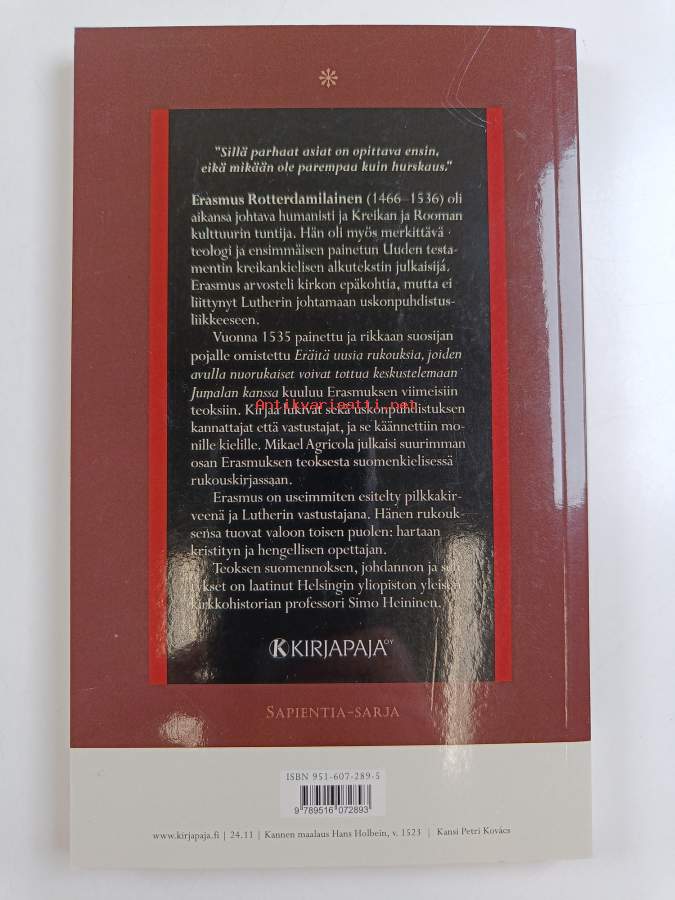 "Sillä parhaat asiat on opittava ensin,
eikä mikään ole parempaa kuin hurskaus."
Erasmus Rotterdamilainen (1466–1536) oli
aikansa johtava humanisti ja Kreikan ja Rooman
kulttuurin tuntija. Hän oli myös merkittävä
teologi ja ensimmäisen painetun Uuden testa-
mentin kreikankielisen alkutekstin julkaisija.
Erasmus arvosteli kirkon epäkohtia, mutta ei
liittynyt Lutherin johtamaan uskonpuhdistus-
liikkeeseen.
Vuonna 1535 painettu ja rikkaan suosijan
pojalle omistettu Eräitä uusia rukouksia, joiden
avulla nuorukaiset voivat tottua keskustelemaan
Jumalan kanssa kuuluu Erasmuksen viimeisiin
teoksiin. Kirjaa lukivat sekä uskonpuhdistuksen
Antikvariaatti.net
kannattajat että vastustajat, ja se käännettiin mo-
nille kielille. Mikael Agricola julkaisi suurimman
osan Erasmuksen teoksesta suomenkielisessä
rukouskirjassaan.
Erasmus on useimmiten esitelty pilkkakir-
veenä ja Lutherin vastustajana. Hänen rukouk-
sensa tuovat valoon toisen puolen: hartaan
kristityn ja hengellisen opettajan.
Teoksen suomennoksen, johdannon ja seli-
tykset on laatinut Helsingin yliopiston yleisen
kirkkohistorian professori Simo Heininen.
KIRJAPAJA OY
SAPIENTIA-SARJA
ISBN 951-607-289-5
9 789516 072893
www.kirjapaja.fi | 24.11 | Kannen maalaus Hans Holbein, v. 1523 | Kansi Petri Kovács